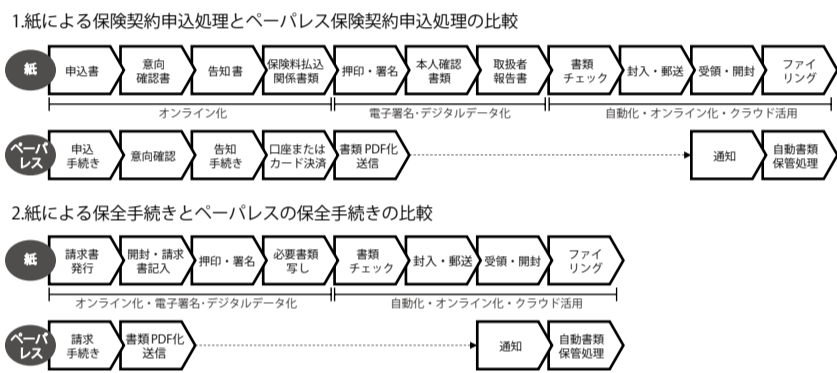 1.紙による保険契約申込処理とペーパレス保険契約申込処理の比較
紙
申込書
意向
確認書
告知書
保険料払込
関係書類
押印・署名
本人確認
書類
取扱者
報告書
書類
チェック
封入・郵送
受領・開封
ファイ
リング
オンライン化
電子署名・デジタルデータ化
自動化・オンライン化・クラウド活用
ペーパ
レス
申込
手続き
意向確認
告知
手続き
口座または
カード決済
書類 PDF化
送信
通知
自動書類
保管処理
2.紙による保全手続きとペーパレスの保全手続きの比較
紙
請求書
発行
開封・請求
書記入
押印・署名
必要書類
写し
書類
チェック
封入・郵送
受領・開封
ファイ
リング
オンライン化・電子署名・デジタルデータ化
自動化・オンライン化・クラウド活用
ペーパ
レス
請求
手続き
書類 PDF化
送信
通知
自動書類
保管処理